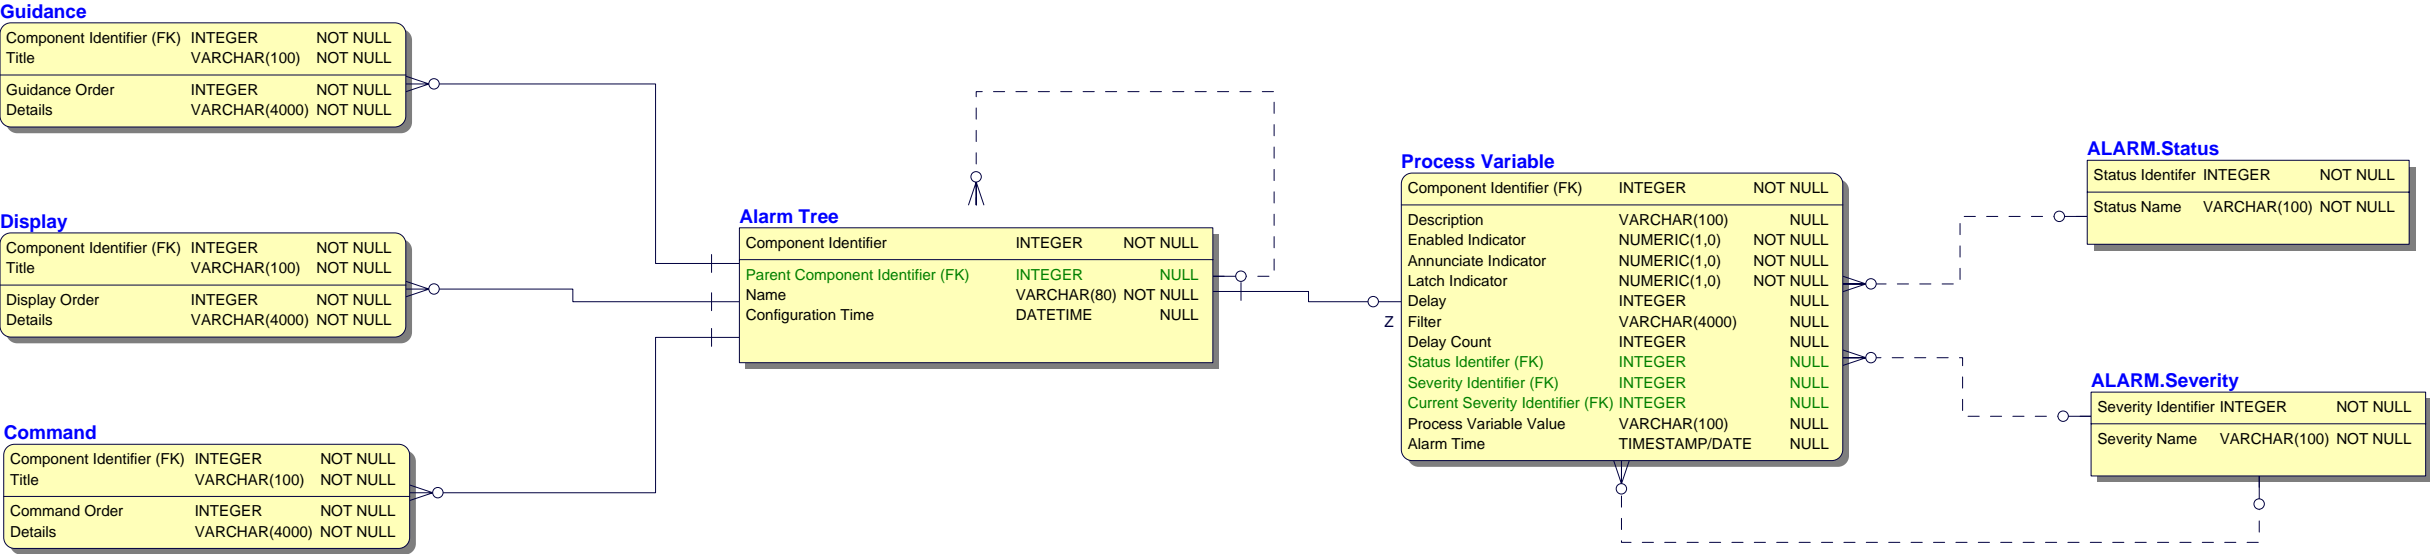 Guidance
Component Identifier (FK) INTEGER NOT NULL
Title VARCHAR(100) NOT NULL
Guidance Order INTEGER NOT NULL
Details VARCHAR(4000) NOT NULL
Display
Component Identifier (FK) INTEGER NOT NULL
Title VARCHAR(100) NOT NULL
Display Order INTEGER NOT NULL
Details VARCHAR(4000) NOT NULL
Command
Component Identifier (FK) INTEGER NOT NULL
Title VARCHAR(100) NOT NULL
Command Order INTEGER NOT NULL
Details VARCHAR(4000) NOT NULL
Alarm Tree
Component Identifier INTEGER NOT NULL
Parent Component Identifier (FK) INTEGER NULL
Name VARCHAR(80) NOT NULL
Configuration Time DATETIME NULL
Z
Process Variable
Component Identifier (FK) INTEGER NOT NULL
Description VARCHAR(100) NULL
Enabled Indicator NUMERIC(1,0) NOT NULL
Annunciate Indicator NUMERIC(1,0) NOT NULL
Latch Indicator NUMERIC(1,0) NOT NULL
Delay INTEGER NULL
Filter VARCHAR(4000) NULL
Delay Count INTEGER NULL
Status Identifer (FK) INTEGER NULL
Severity Identifier (FK) INTEGER NULL
Current Severity Identifier (FK) INTEGER NULL
Process Variable Value VARCHAR(100) NULL
Alarm Time TIMESTAMP/DATE NULL
ALARM.Status
Status Identifer INTEGER NOT NULL
Status Name VARCHAR(100) NOT NULL
ALARM.Severity
Severity Identifier INTEGER NOT NULL
Severity Name VARCHAR(100) NOT NULL